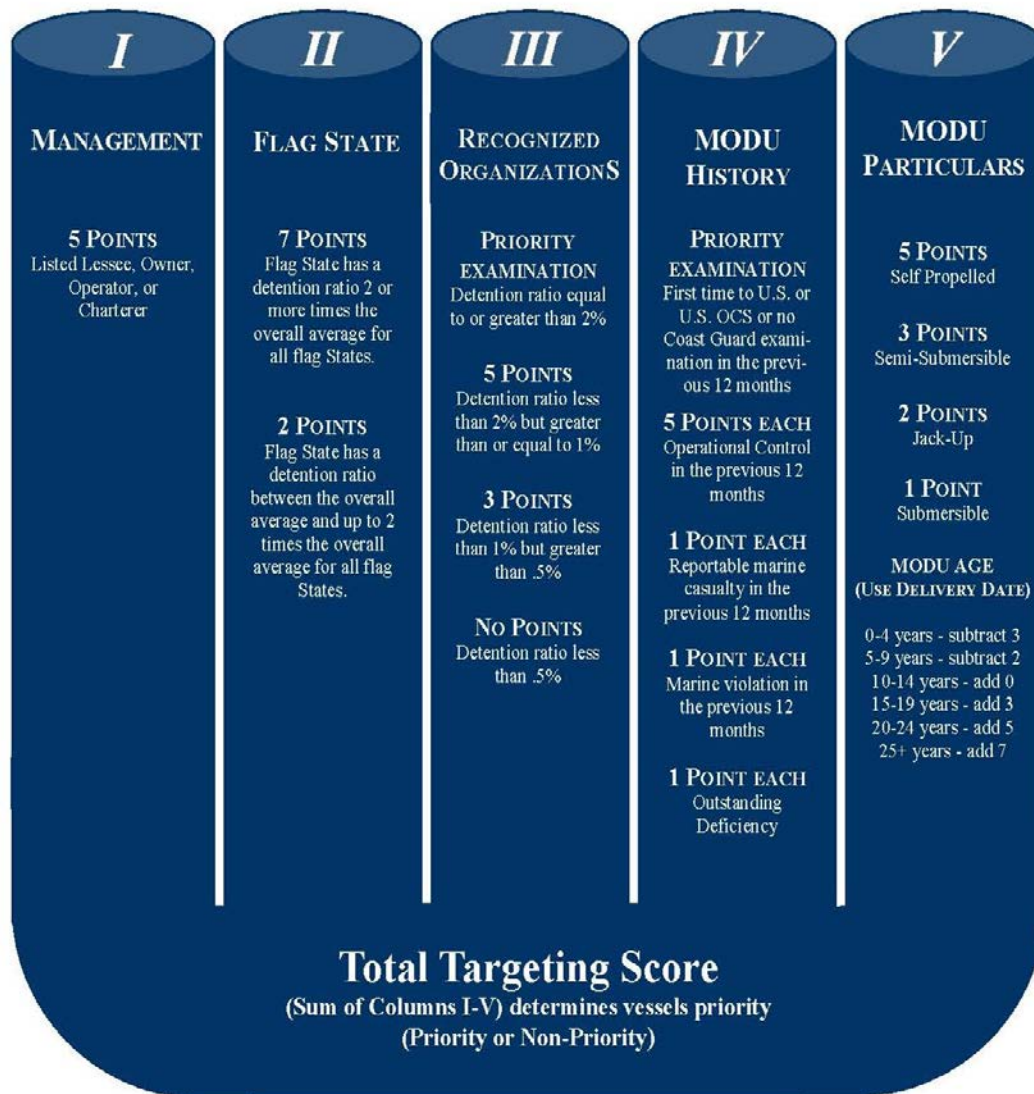 I
MANAGEMENT
5 POINTS
Listed Lessee, Owner,
Operator, or
Charterer
II
FLAG STATE
7 POINTS
Flag State has a
detention ratio 2 or
more times the
overall average for
all flag States.
2 POINTS
Flag State has a
detention ratio
between the overall
average and up to 2
times the overall
average for all flag
States.
III
RECOGNIZED
ORGANIZATIONS
PRIORITY
EXAMINATION
Detention ratio equal
to or greater than 2%
5 POINTS
Detention ratio less
than 2% but greater
than or equal to 1%
3 POINTS
Detention ratio less
than 1% but greater
than .5%
NO POINTS
Detention ratio less
than .5%
IV
MODU
HISTORY
PRIORITY
EXAMINATION
First time to U.S. or
U.S. OCS or no
Coast Guard exami-
nation in the previ-
ous 12 months
5 POINTS EACH
Operational Control
in the previous 12
months
1 POINT EACH
Reportable marine
casualty in the
previous 12 months
1 POINT EACH
Marine violation in
the previous 12
months
1 POINT EACH
Outstanding
Deficiency
V
MODU
PARTICULARS
5 POINTS
Self Propelled
3 POINTS
Semi-Submersible
2 POINTS
Jack-Up
1 POINT
Submersible
MODU AGE
(USE DELIVERY DATE)
0-4 years - subtract 3
5-9 years - subtract 2
10-14 years - add 0
15-19 years - add 3
20-24 years - add 5
25+ years - add 7
Total Targeting Score
(Sum of Columns I-V) determines vessels priority
(Priority or Non-Priority)